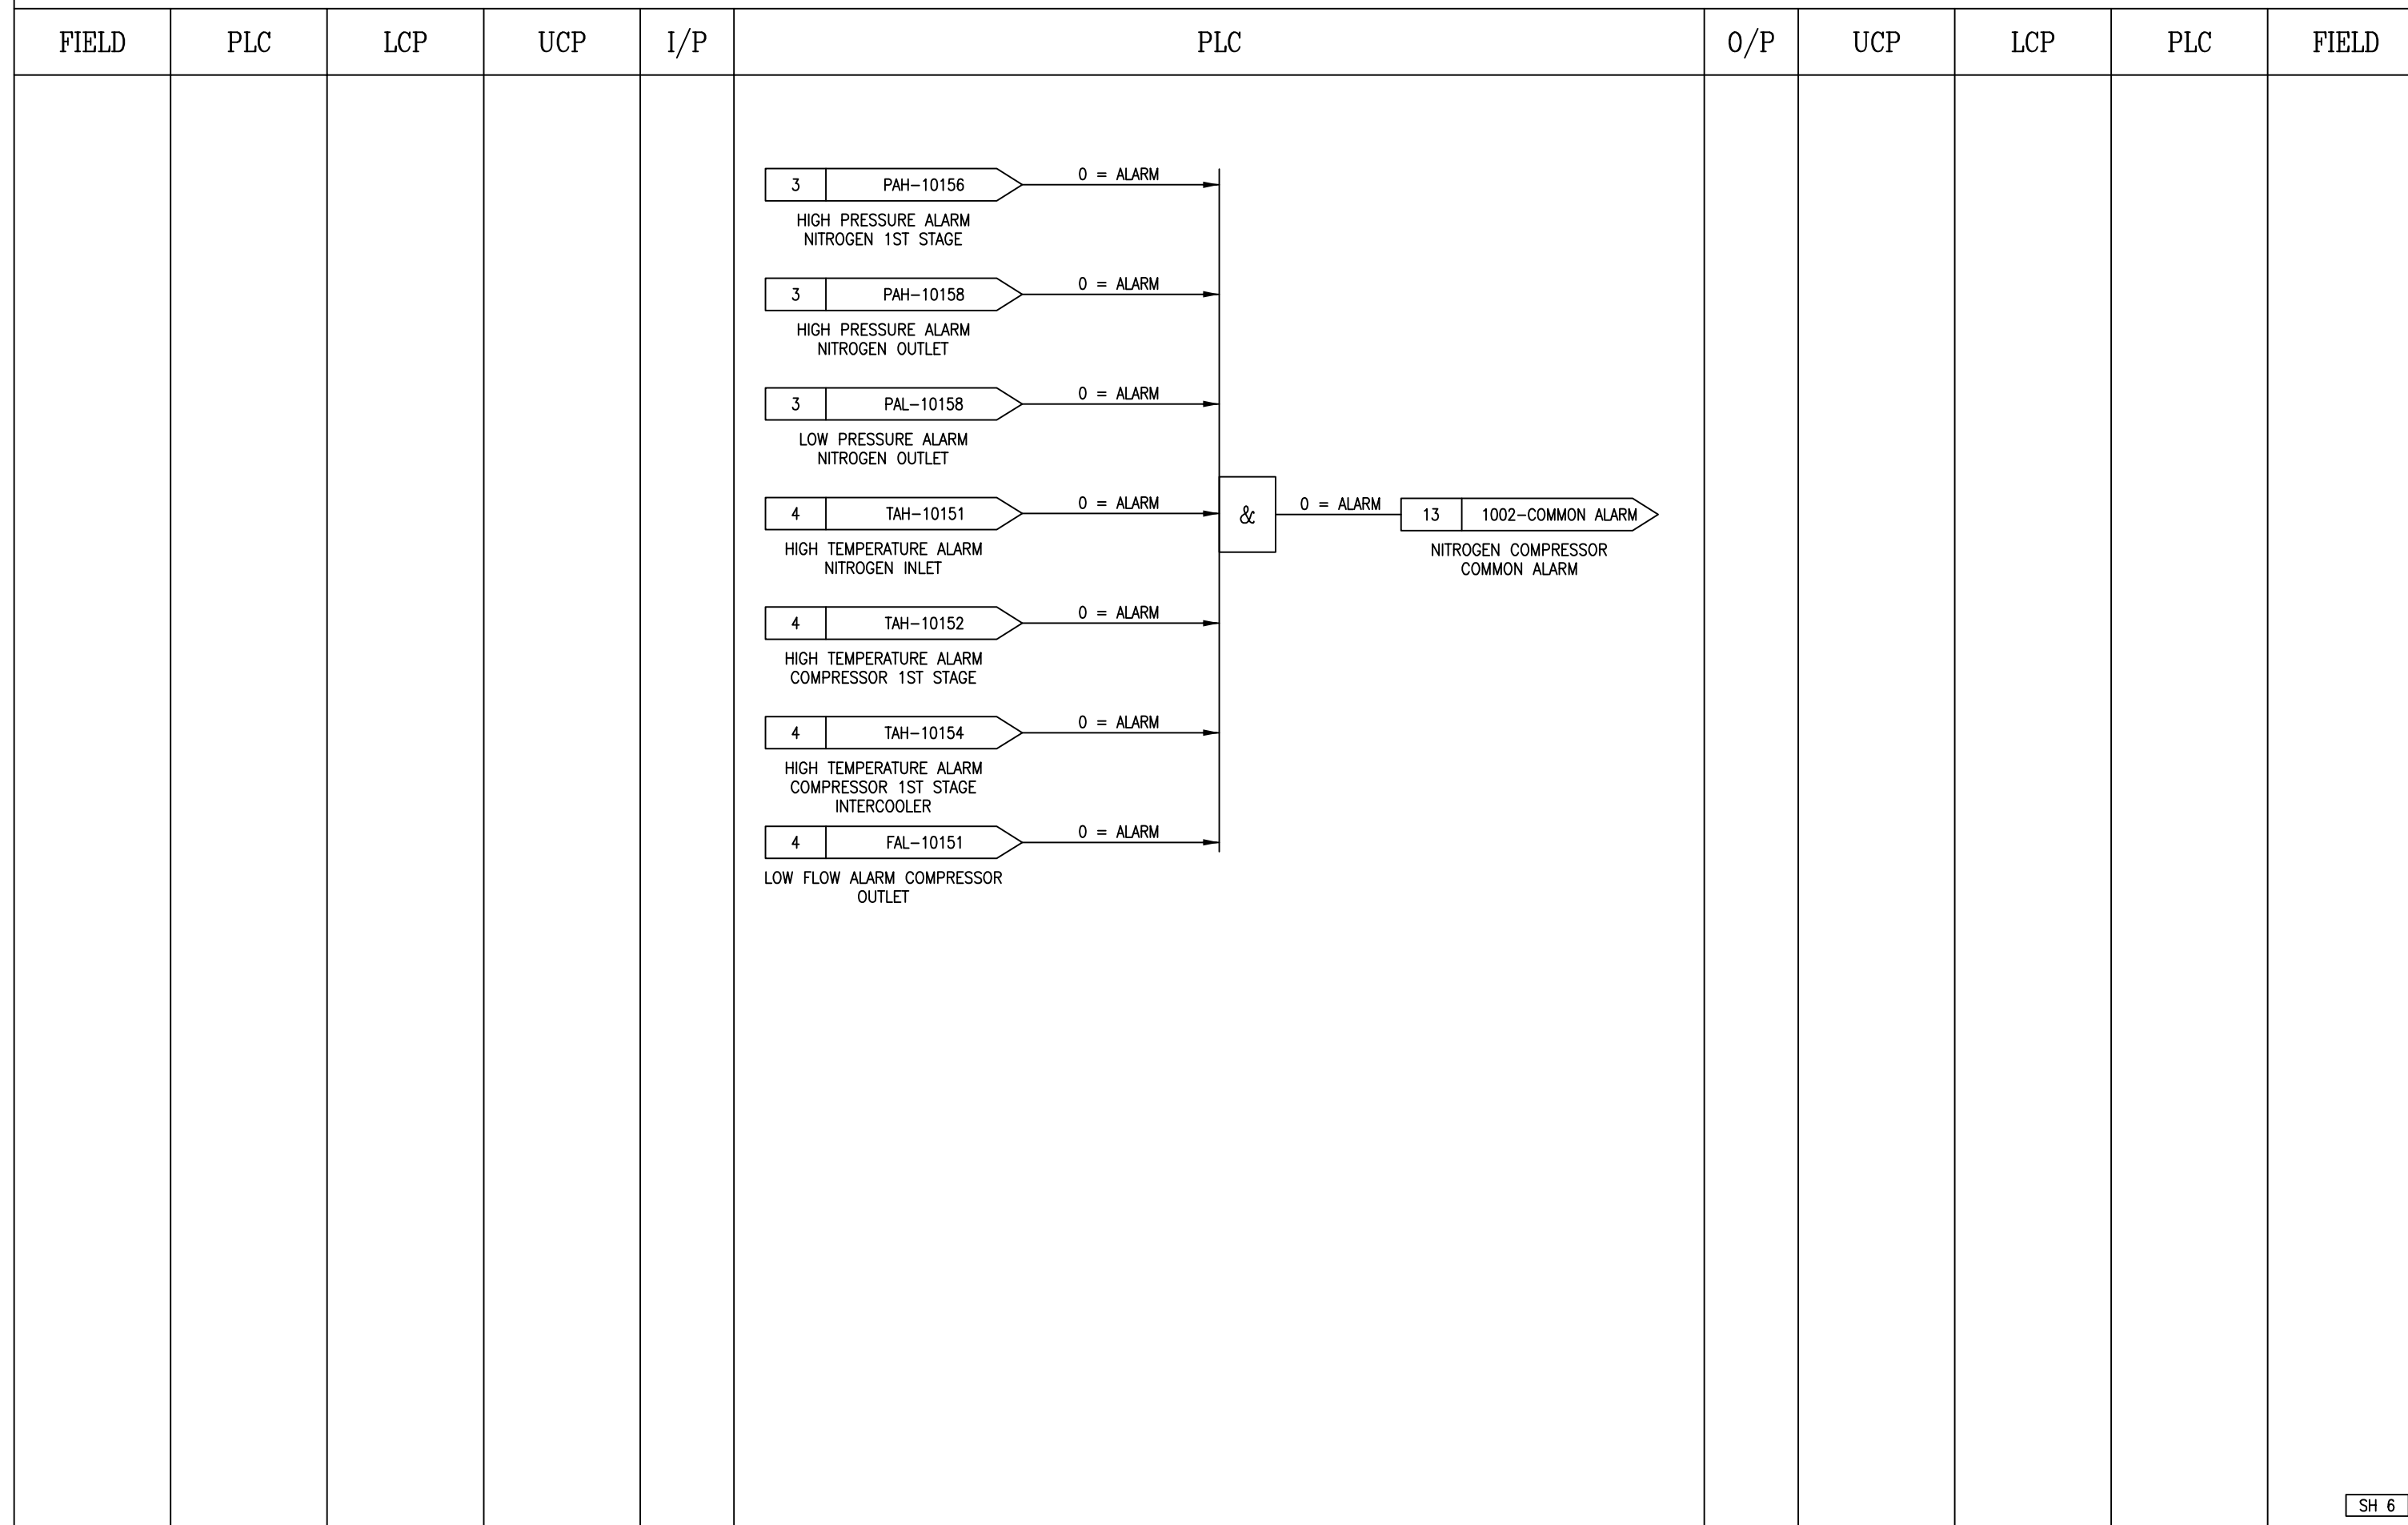 FIELD PLC LCP UCP I/P PLC O/P UCP LCP PLC FIELD
3 PAH-10156 0 = ALARM
HIGH PRESSURE ALARM
NITROGEN 1ST STAGE
3 PAH-10158 0 = ALARM
HIGH PRESSURE ALARM
NITROGEN OUTLET
3 PAL-10158 0 = ALARM
LOW PRESSURE ALARM
NITROGEN OUTLET
4 TAH-10151 0 = ALARM
HIGH TEMPERATURE ALARM
NITROGEN INLET
& 0 = ALARM 13 1002-COMMON ALARM
NITROGEN COMPRESSOR
COMMON ALARM
4 TAH-10152 0 = ALARM
HIGH TEMPERATURE ALARM
COMPRESSOR 1ST STAGE
4 TAH-10154 0 = ALARM
HIGH TEMPERATURE ALARM
COMPRESSOR 1ST STAGE
INTERCOOLER
4 FAL-10151 0 = ALARM
LOW FLOW ALARM COMPRESSOR
OUTLET
SH 6